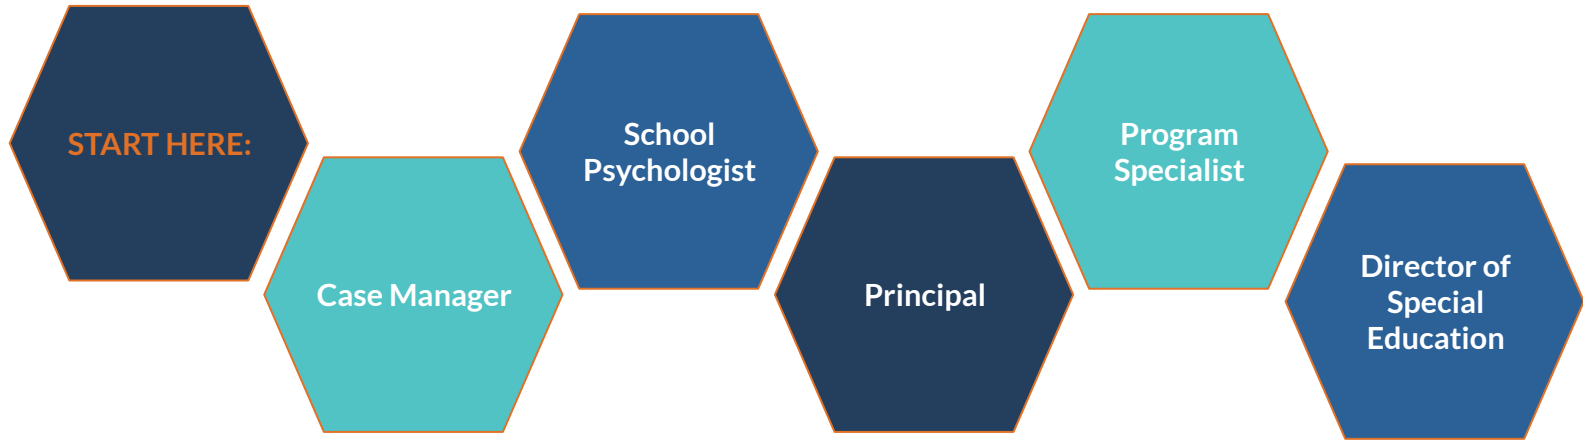 START HERE:
Case Manager
School
Psychologist
Principal
Program
Specialist
Director of
Special
Education